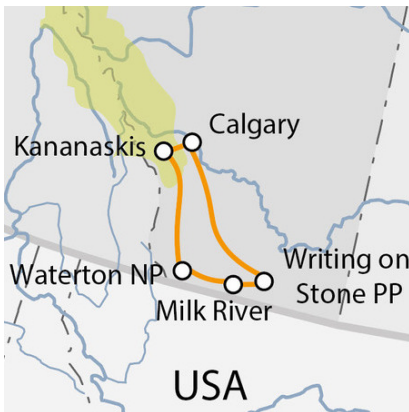 Calgary
Kananaskis
Waterton NP
Writing on
Stone PP
Milk River
USA